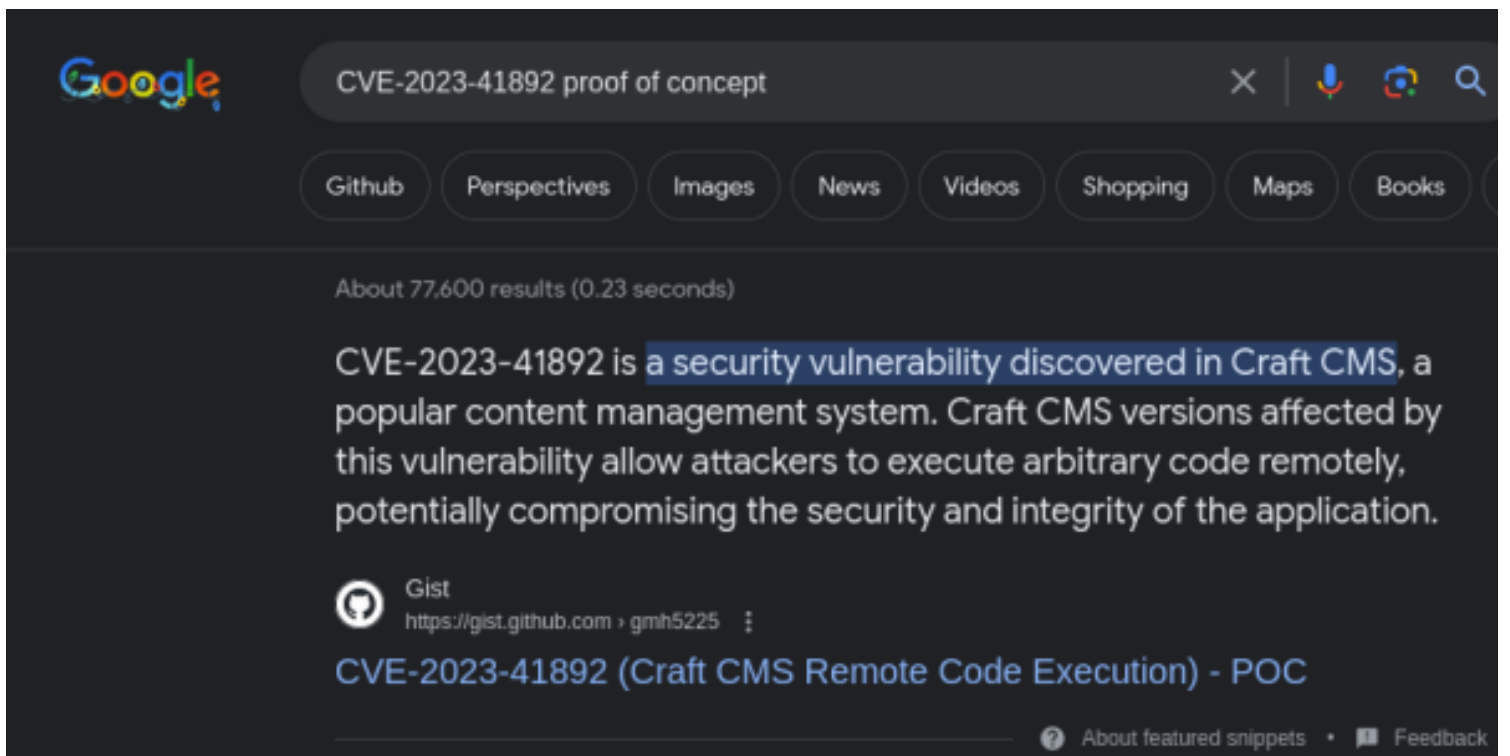 Google
CVE-2023-41892 proof of concept
Github
Perspectives
Images
News
Videos
Shopping
Maps
Books
About 77,600 results (0.23 seconds)
CVE-2023-41892 is a security vulnerability discovered in Craft CMS, a
popular content management system. Craft CMS versions affected by
this vulnerability allow attackers to execute arbitrary code remotely,
potentially compromising the security and integrity of the application.
Gist
https://gist.github.com › gmh5225
CVE-2023-41892 (Craft CMS Remote Code Execution) - POC
About featured snippets • Feedback